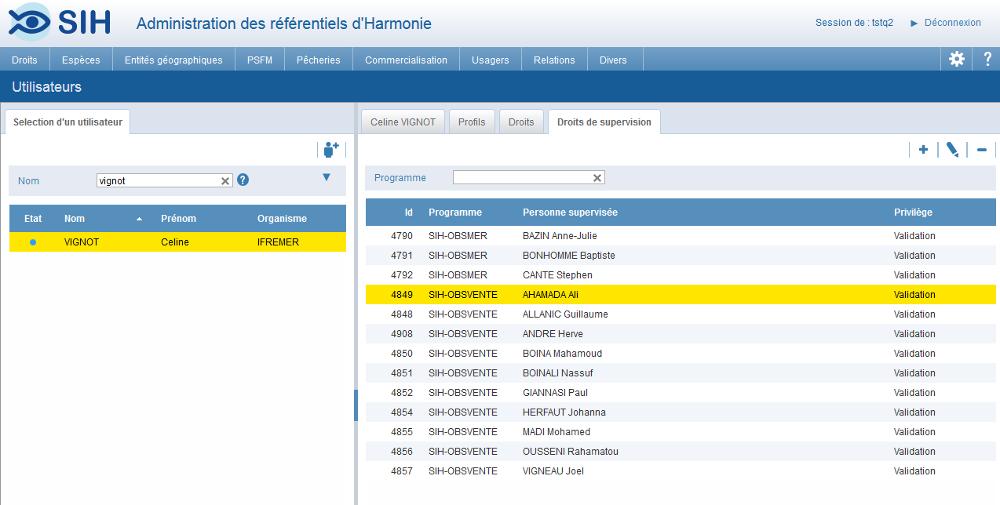 SIH Administration des référentiels d'Harmonie Session de : tstq2 Déconnexion
Droits Espèces Entités géographiques PSFM Pêcheries Commercialisation Usagers Relations Divers ?
Utilisateurs
Selection d'un utilisateur
Nom vignot ?
Etat Nom Prénom Organisme
VIGNOT Celine IFREMER
Celine VIGNOT Profils Droits Droits de supervision
Programme
Id Programme Personne supervisée Privilège
4790 SIH-OBSMER BAZIN Anne-Julie Validation
4791 SIH-OBSMER BONHOMME Baptiste Validation
4792 SIH-OBSMER CANTE Stephen Validation
4849 SIH-OBSVENTE AHAMADA Ali Validation
4848 SIH-OBSVENTE ALLANIC Guillaume Validation
4908 SIH-OBSVENTE ANDRE Herve Validation
4850 SIH-OBSVENTE BOINA Mahamoud Validation
4851 SIH-OBSVENTE BOINALI Nassuf Validation
4852 SIH-OBSVENTE GIANNASI Paul Validation
4854 SIH-OBSVENTE HERFAUT Johanna Validation
4855 SIH-OBSVENTE MADI Mohamed Validation
4856 SIH-OBSVENTE OUSSENI Rahamatou Validation
4857 SIH-OBSVENTE VIGNEAU Joel Validation